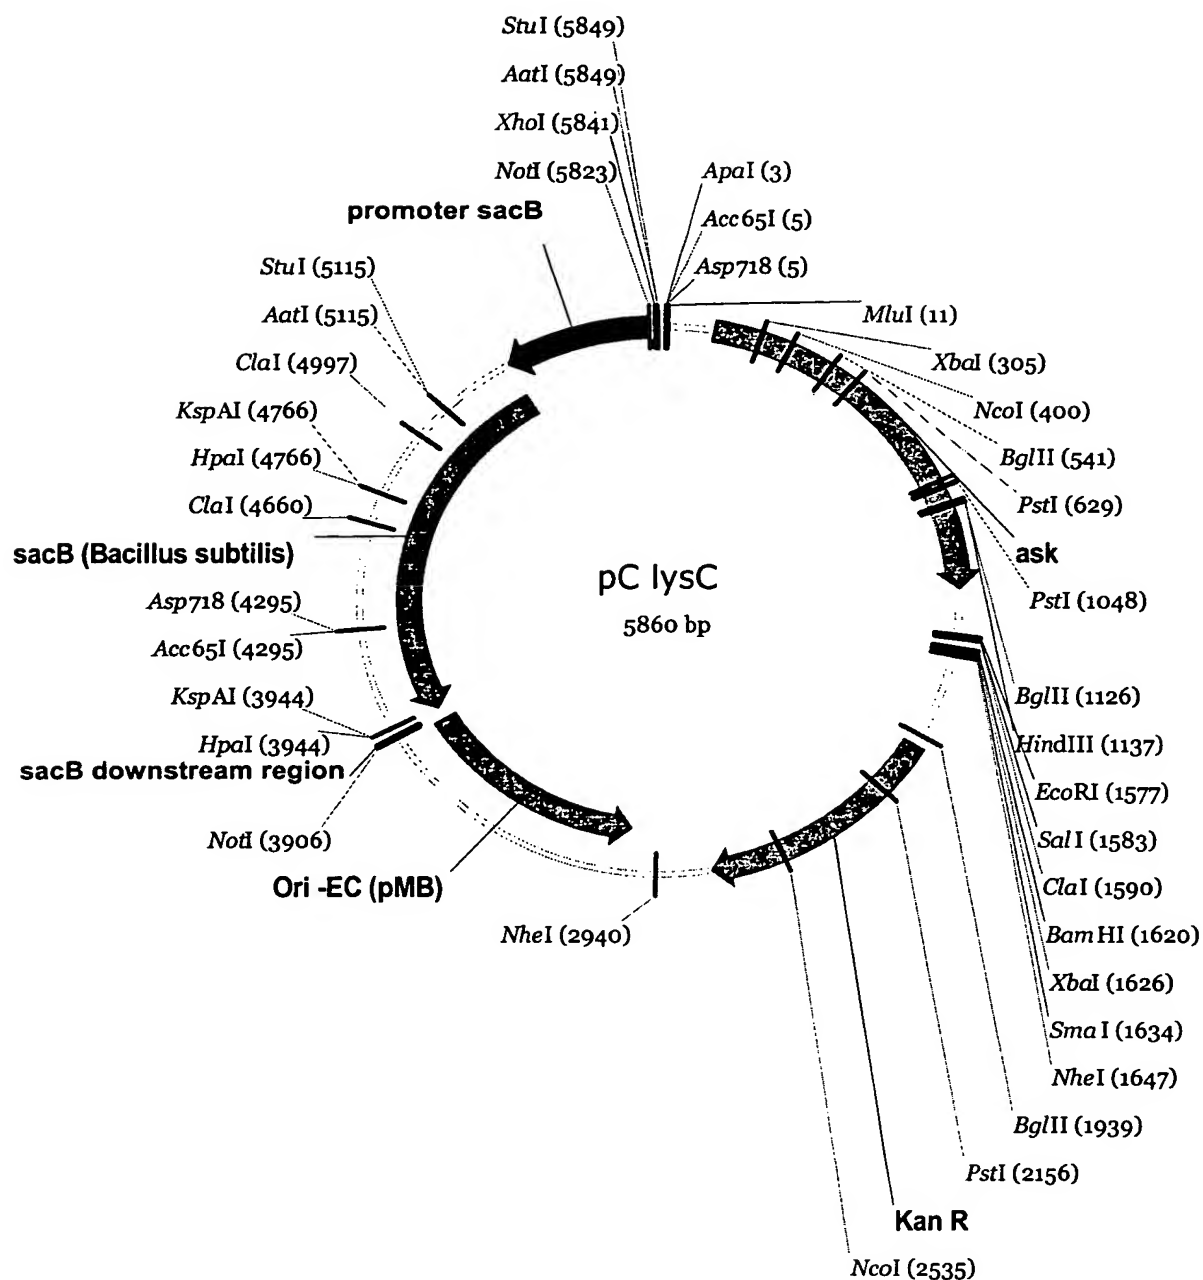 StuI (5849)
AatI (5849)
XhoI (5841)
NotI (5823)
ApaI (3)
Acc65I (5)
Asp718 (5)
MluI (11)
promoter sacB
StuI (5115)
AatI (5115)
ClaI (4997)
KspAI (4766)
HpaI (4766)
ClaI (4660)
sacB (Bacillus subtilis)
Asp718 (4295)
Acc65I (4295)
KspAI (3944)
HpaI (3944)
sacB downstream region
NotI (3906)
Ori -EC (pMB)
NheI (2940)
pC lysC
5860 bp
XbaI (305)
NcoI (400)
BglII (541)
PstI (629)
ask
PstI (1048)
BglII (1126)
HindIII (1137)
EcoRI (1577)
Sal I (1583)
ClaI (1590)
Bam HI (1620)
XbaI (1626)
Sma I (1634)
NheI (1647)
BglII (1939)
PstI (2156)
Kan R
NcoI (2535)